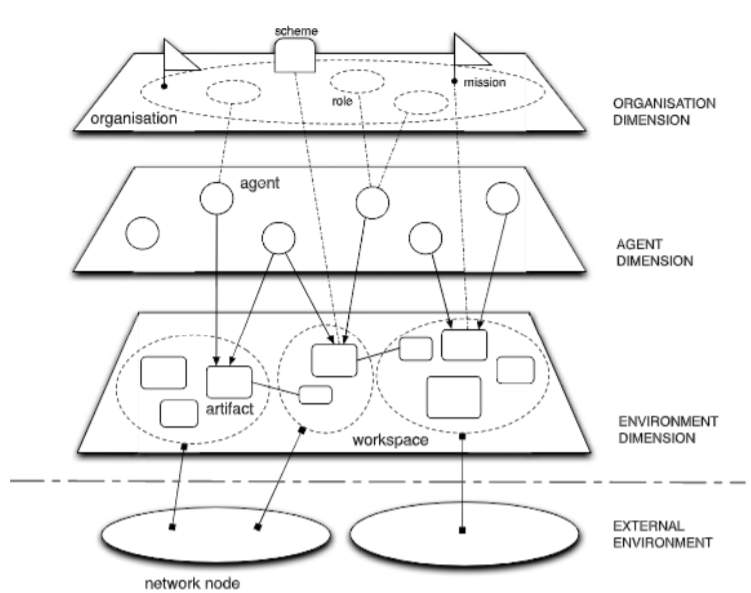 scheme
mission
role
organisation
ORGANISATION
DIMENSION
agent
AGENT
DIMENSION
artifact
workspace
ENVIRONMENT
DIMENSION
EXTERNAL
ENVIRONMENT
network node